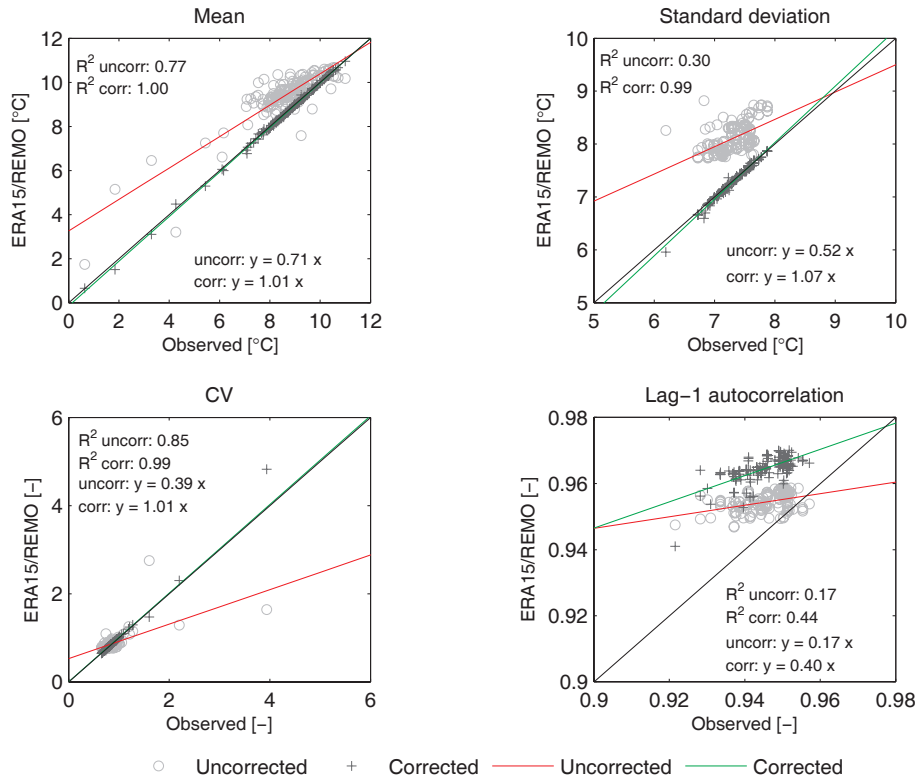 Mean
12
10
8
6
4
2
0
ERA15/REMO [°C]
R² uncorr: 0.77
R² corr: 1.00
uncorr: y = 0.71 x
corr: y = 1.01 x
0 2 4 6 8 10 12
Observed [°C]
Standard deviation
10
9
8
7
6
5
ERA15/REMO [°C]
R² uncorr: 0.30
R² corr: 0.99
uncorr: y = 0.52 x
corr: y = 1.07 x
5 6 7 8 9 10
Observed [°C]
CV
6
4
2
0
ERA15/REMO [−]
R² uncorr: 0.85
R² corr: 0.99
uncorr: y = 0.39 x
corr: y = 1.01 x
0 2 4 6
Observed [−]
Lag−1 autocorrelation
0.98
0.96
0.94
0.92
0.9
ERA15/REMO [−]
R² uncorr: 0.17
R² corr: 0.44
uncorr: y = 0.17 x
corr: y = 0.40 x
0.9 0.92 0.94 0.96 0.98
Observed [−]
Uncorrected Corrected Uncorrected Corrected